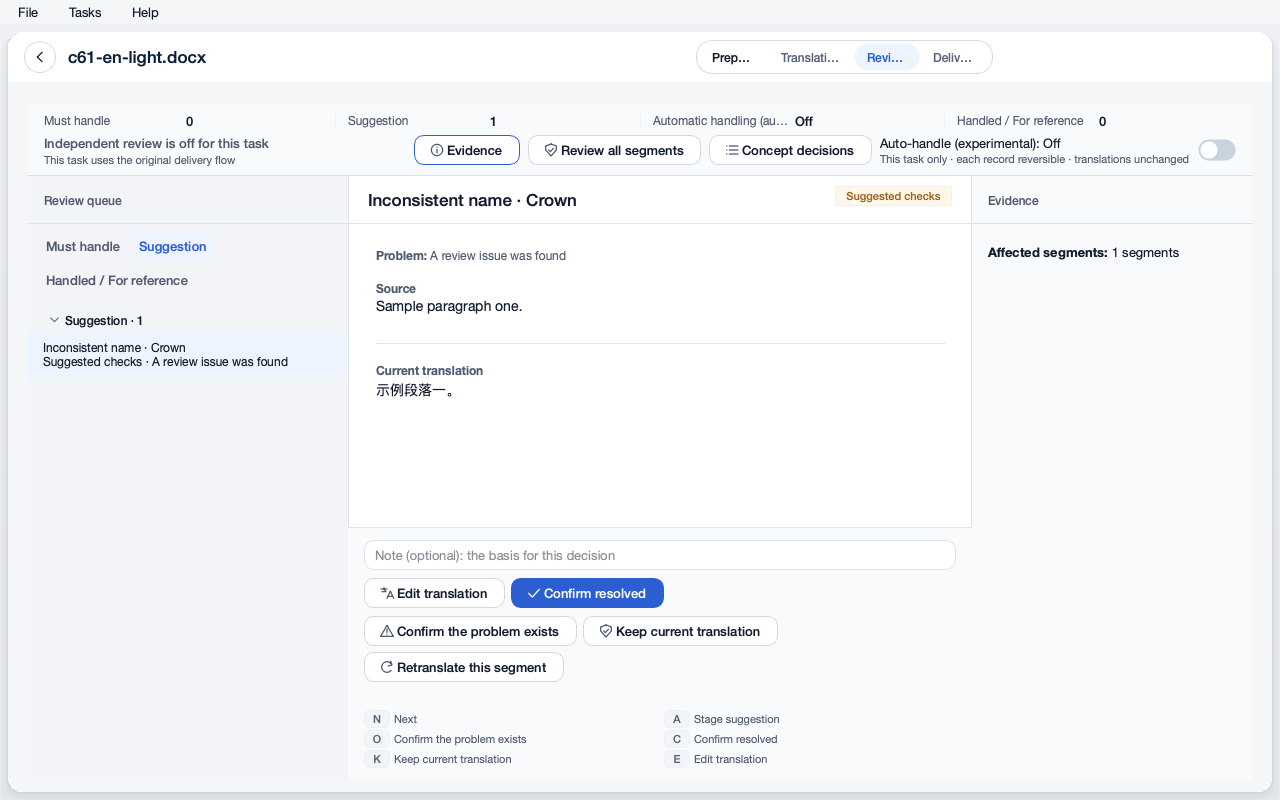 File Tasks Help
c61-en-light.docx
Prep... Translati... Revi... Deliv...
Must handle 0 Suggestion 1 Automatic handling (au... Off Handled / For reference 0
Independent review is off for this task
This task uses the original delivery flow
Evidence Review all segments Concept decisions
Auto-handle (experimental): Off
This task only · each record reversible · translations unchanged
Review queue
Must handle Suggestion
Handled / For reference
Suggestion · 1
Inconsistent name · Crown
Suggested checks · A review issue was found
Inconsistent name · Crown
Suggested checks
Problem: A review issue was found
Source
Sample paragraph one.
Current translation
示例段落一。
Note (optional): the basis for this decision
Edit translation Confirm resolved
Confirm the problem exists Keep current translation
Retranslate this segment
N Next A Stage suggestion
O Confirm the problem exists C Confirm resolved
K Keep current translation E Edit translation
Evidence
Affected segments: 1 segments